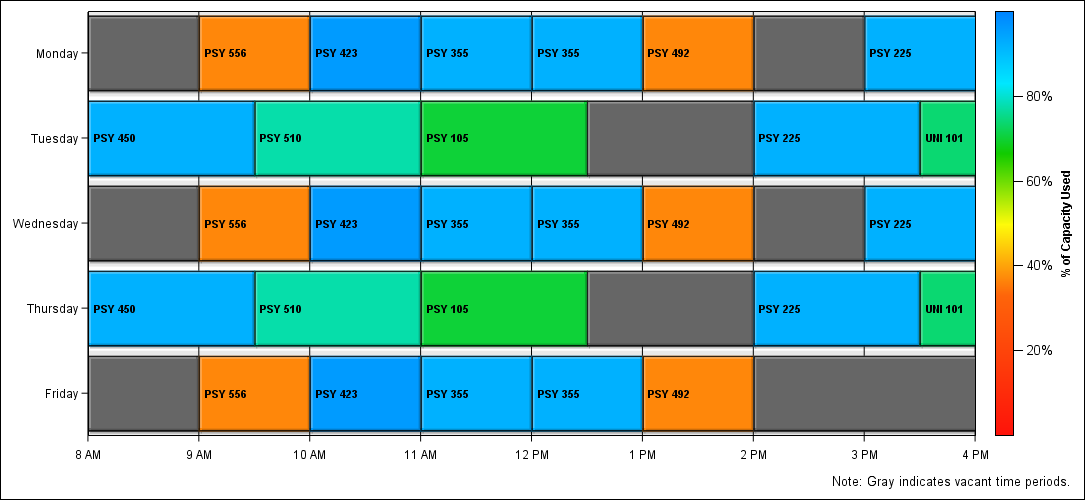 Monday PSY 556 PSY 423 PSY 355 PSY 355 PSY 492 PSY 225
Tuesday PSY 450 PSY 510 PSY 105 PSY 225 UNI 101
Wednesday PSY 556 PSY 423 PSY 355 PSY 355 PSY 492 PSY 225
Thursday PSY 450 PSY 510 PSY 105 PSY 225 UNI 101
Friday PSY 556 PSY 423 PSY 355 PSY 355 PSY 492
8 AM 9 AM 10 AM 11 AM 12 PM 1 PM 2 PM 3 PM 4 PM
80%
60%
40%
20%
% of Capacity Used
Note: Gray indicates vacant time periods.